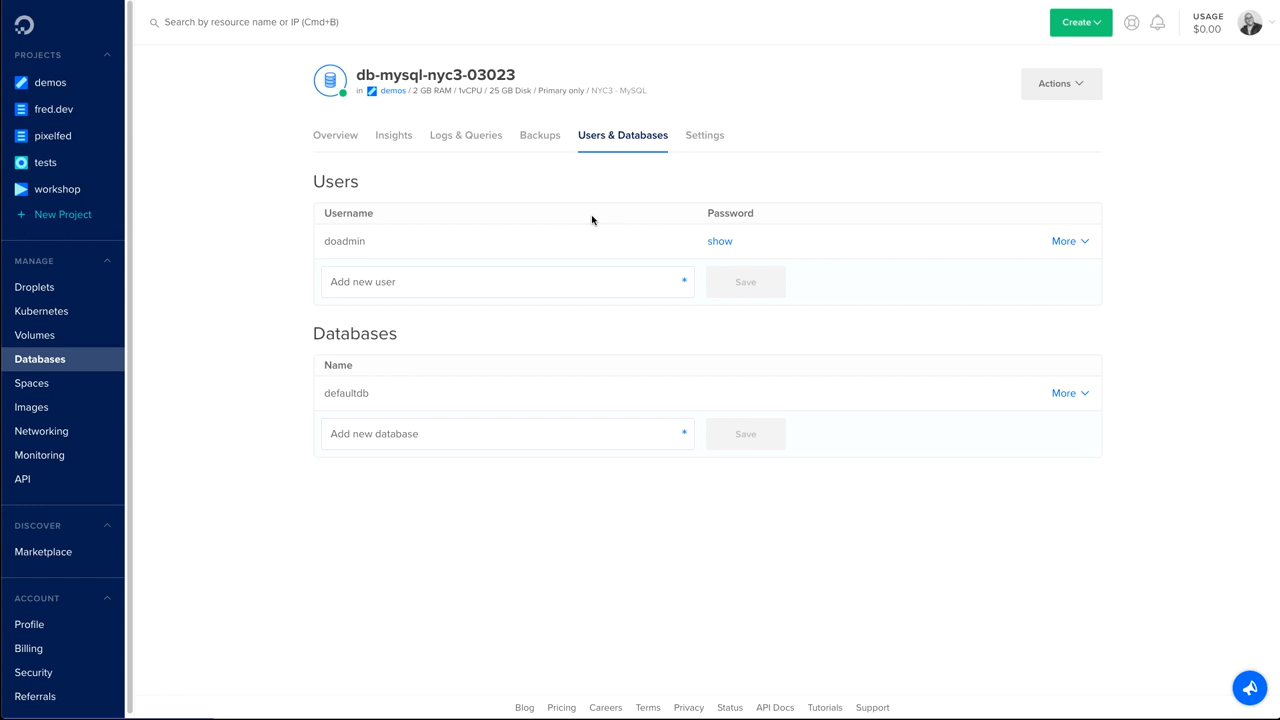 Search by resource name or IP (Cmd+B)
Create
USAGE
$0.00
PROJECTS
demos
fred.dev
pixelfed
tests
workshop
+ New Project
MANAGE
Droplets
Kubernetes
Volumes
Databases
Spaces
Images
Networking
Monitoring
API
DISCOVER
Marketplace
ACCOUNT
Profile
Billing
Security
Referrals
db-mysql-nyc3-03023
in demos / 2 GB RAM / 1vCPU / 25 GB Disk / Primary only / NYC3 - MySQL
Actions
Overview Insights Logs & Queries Backups Users & Databases Settings
Users
Username Password
doadmin show More
Add new user * Save
Databases
Name
defaultdb More
Add new database * Save
Blog Pricing Careers Terms Privacy Status API Docs Tutorials Support